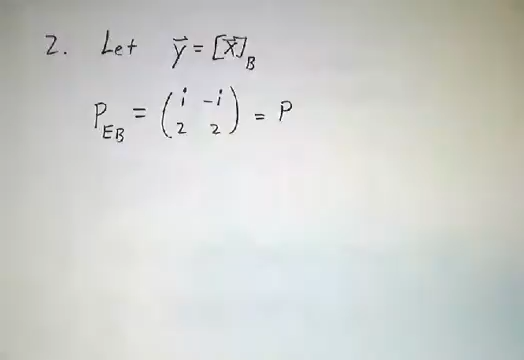 2. Let y⃗ = [x⃗]_B
P_EB = ( i -i ; 2 2 ) = P